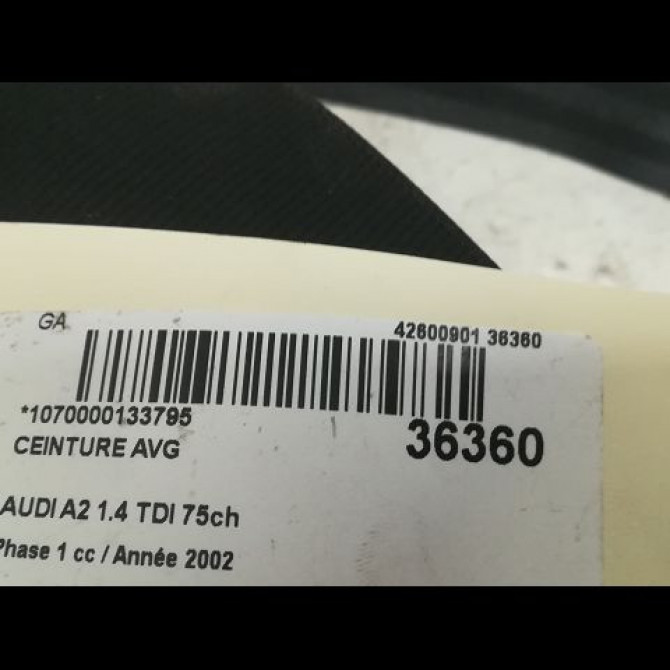 GA
42600901 36360
*1070000133795
36360
CEINTURE AVG
AUDI A2 1.4 TDI 75ch
Phase 1 cc / Année 2002